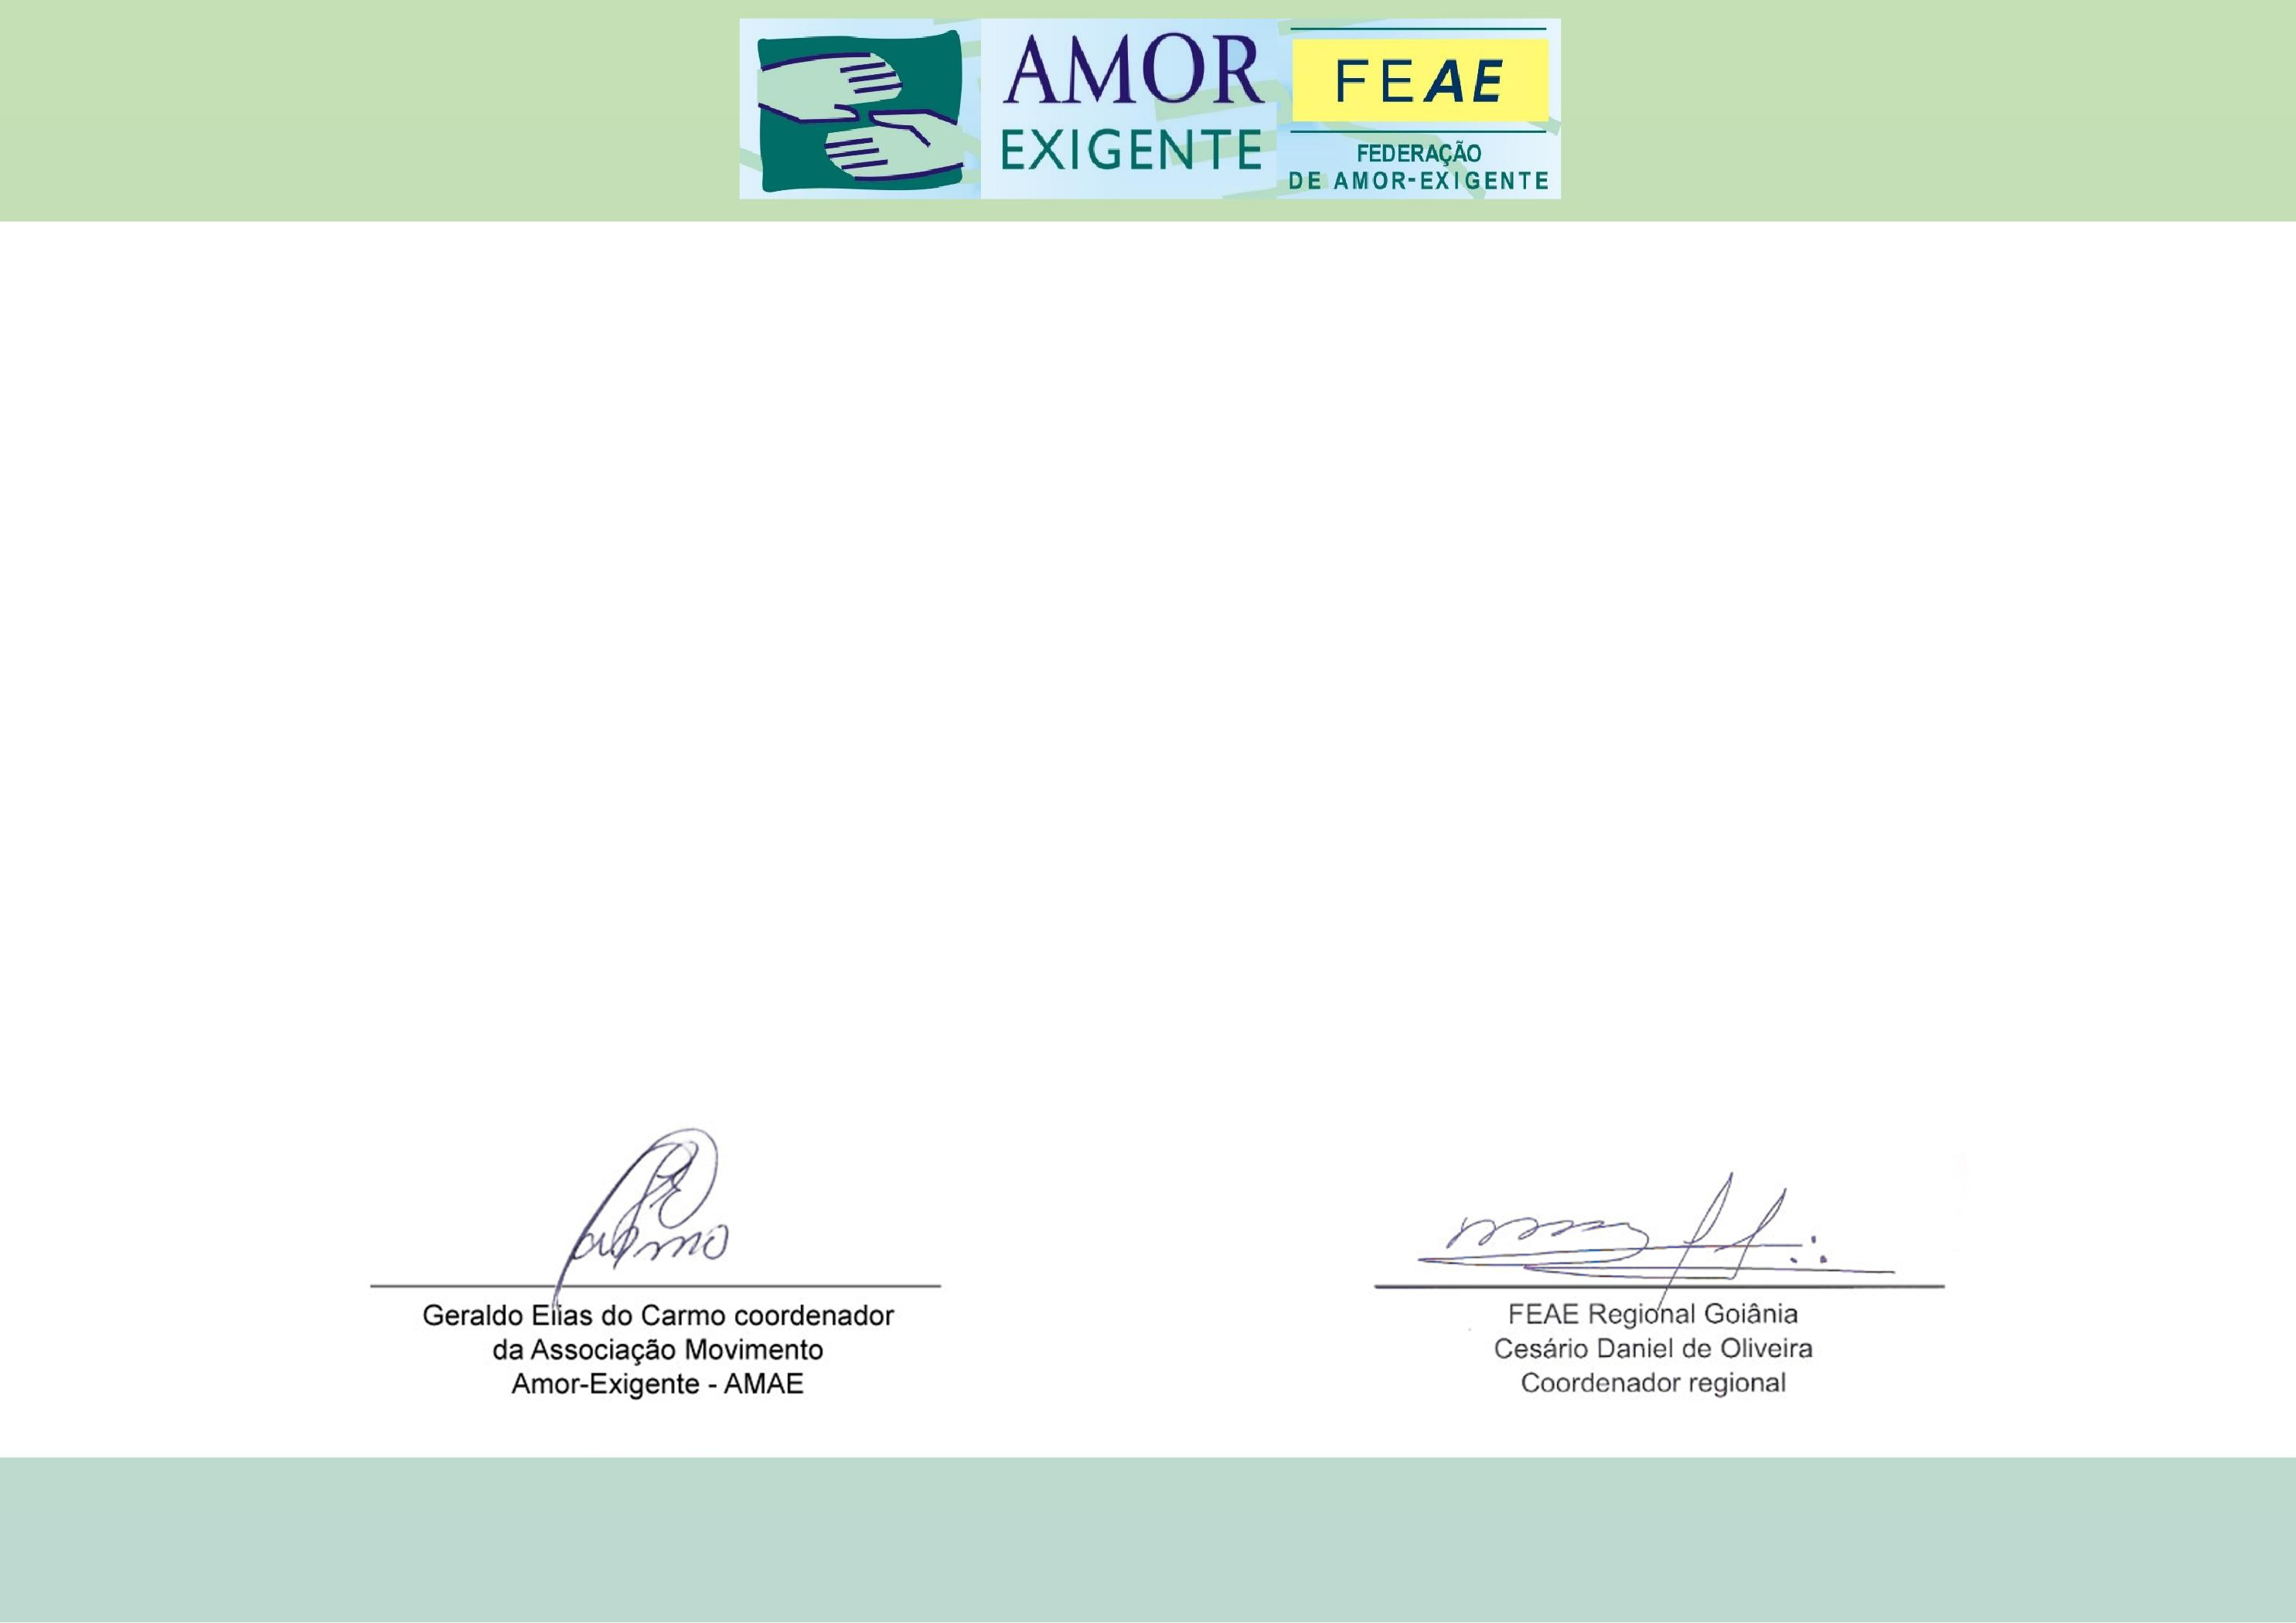 AMOR
EXIGENTE
FEAE
FEDERAÇÃO
DE AMOR-EXIGENTE
Geraldo Elias do Carmo coordenador
da Associação Movimento
Amor-Exigente - AMAE
FEAE Regional Goiânia
Cesário Daniel de Oliveira
Coordenador regional